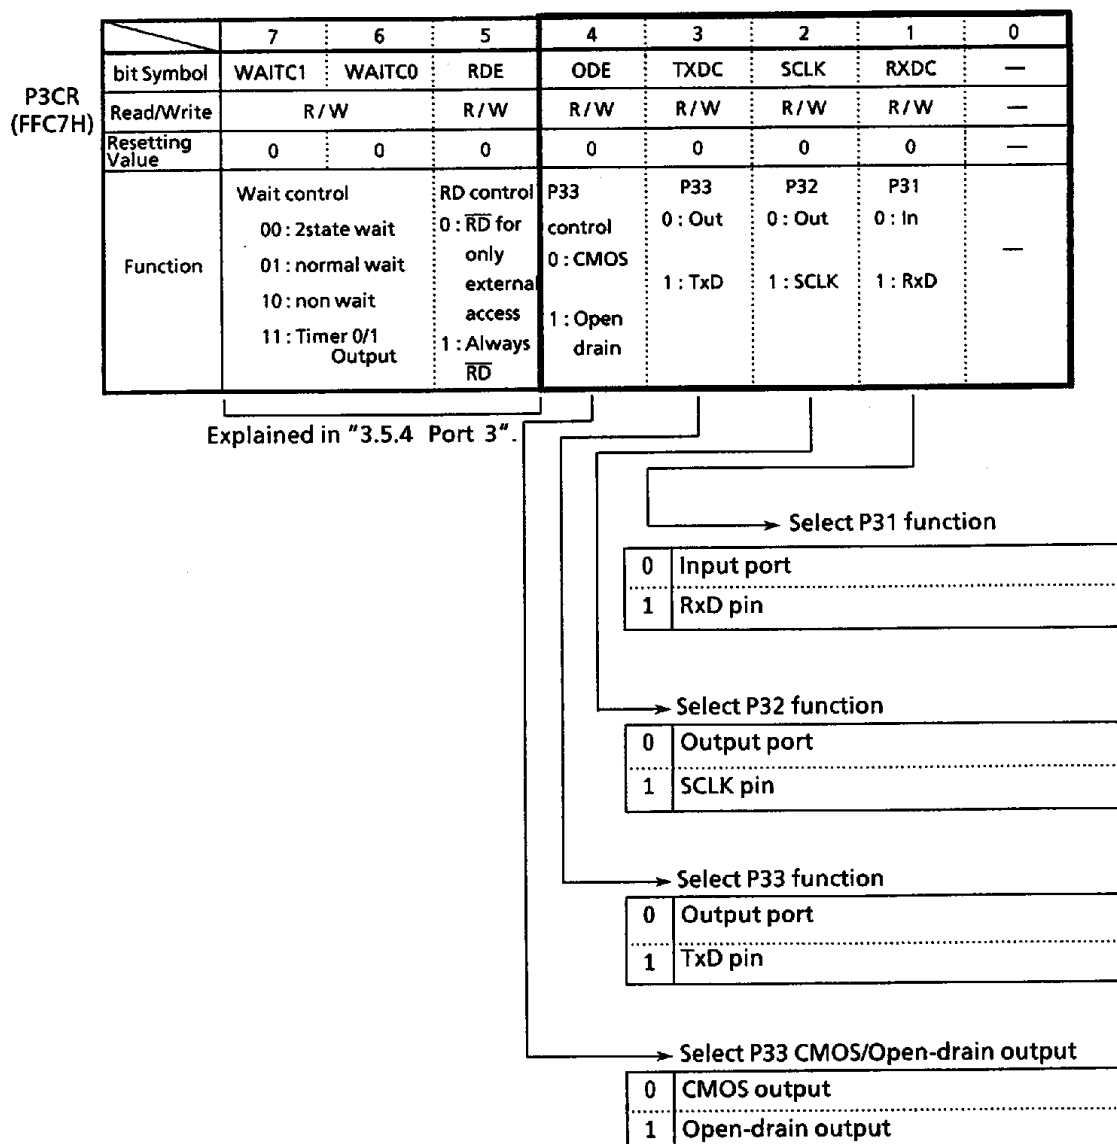 7 6 5 4 3 2 1 0
bit Symbol WAITC1 WAITC0 RDE ODE TXDC SCLK RXDC —
P3CR
(FFC7H)
Read/Write R/W R/W R/W R/W R/W R/W —
Resetting
Value 0 0 0 0 0 0 0 —
Function
Wait control
00 : 2state wait
01 : normal wait
10 : non wait
11 : Timer 0/1
Output
RD control
0 : R̅D̅ for
only
external
access
1 : Always
R̅D̅
P33
control
0 : CMOS
1 : Open
drain
P33
0 : Out
1 : TxD
P32
0 : Out
1 : SCLK
P31
0 : In
1 : RxD
—
Explained in "3.5.4 Port 3".
Select P31 function
0 Input port
1 RxD pin
Select P32 function
0 Output port
1 SCLK pin
Select P33 function
0 Output port
1 TxD pin
Select P33 CMOS/Open-drain output
0 CMOS output
1 Open-drain output